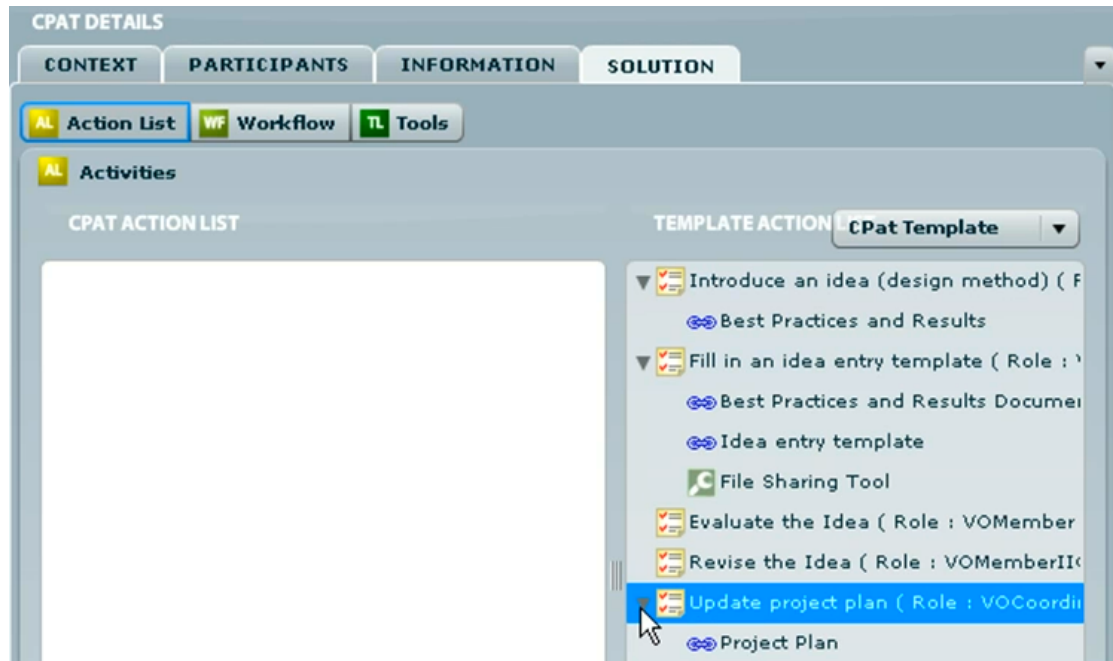 CPAT DETAILS
CONTEXT PARTICIPANTS INFORMATION SOLUTION
AL Action List WF Workflow TL Tools
AL Activities
CPAT ACTION LIST TEMPLATE ACTION CPat Template
Introduce an idea (design method) (
Best Practices and Results
Fill in an idea entry template ( Role :
Best Practices and Results Documen
Idea entry template
File Sharing Tool
Evaluate the Idea ( Role : VOMember
Revise the Idea ( Role : VOMemberII
Update project plan ( Role : VOCoordi
Project Plan